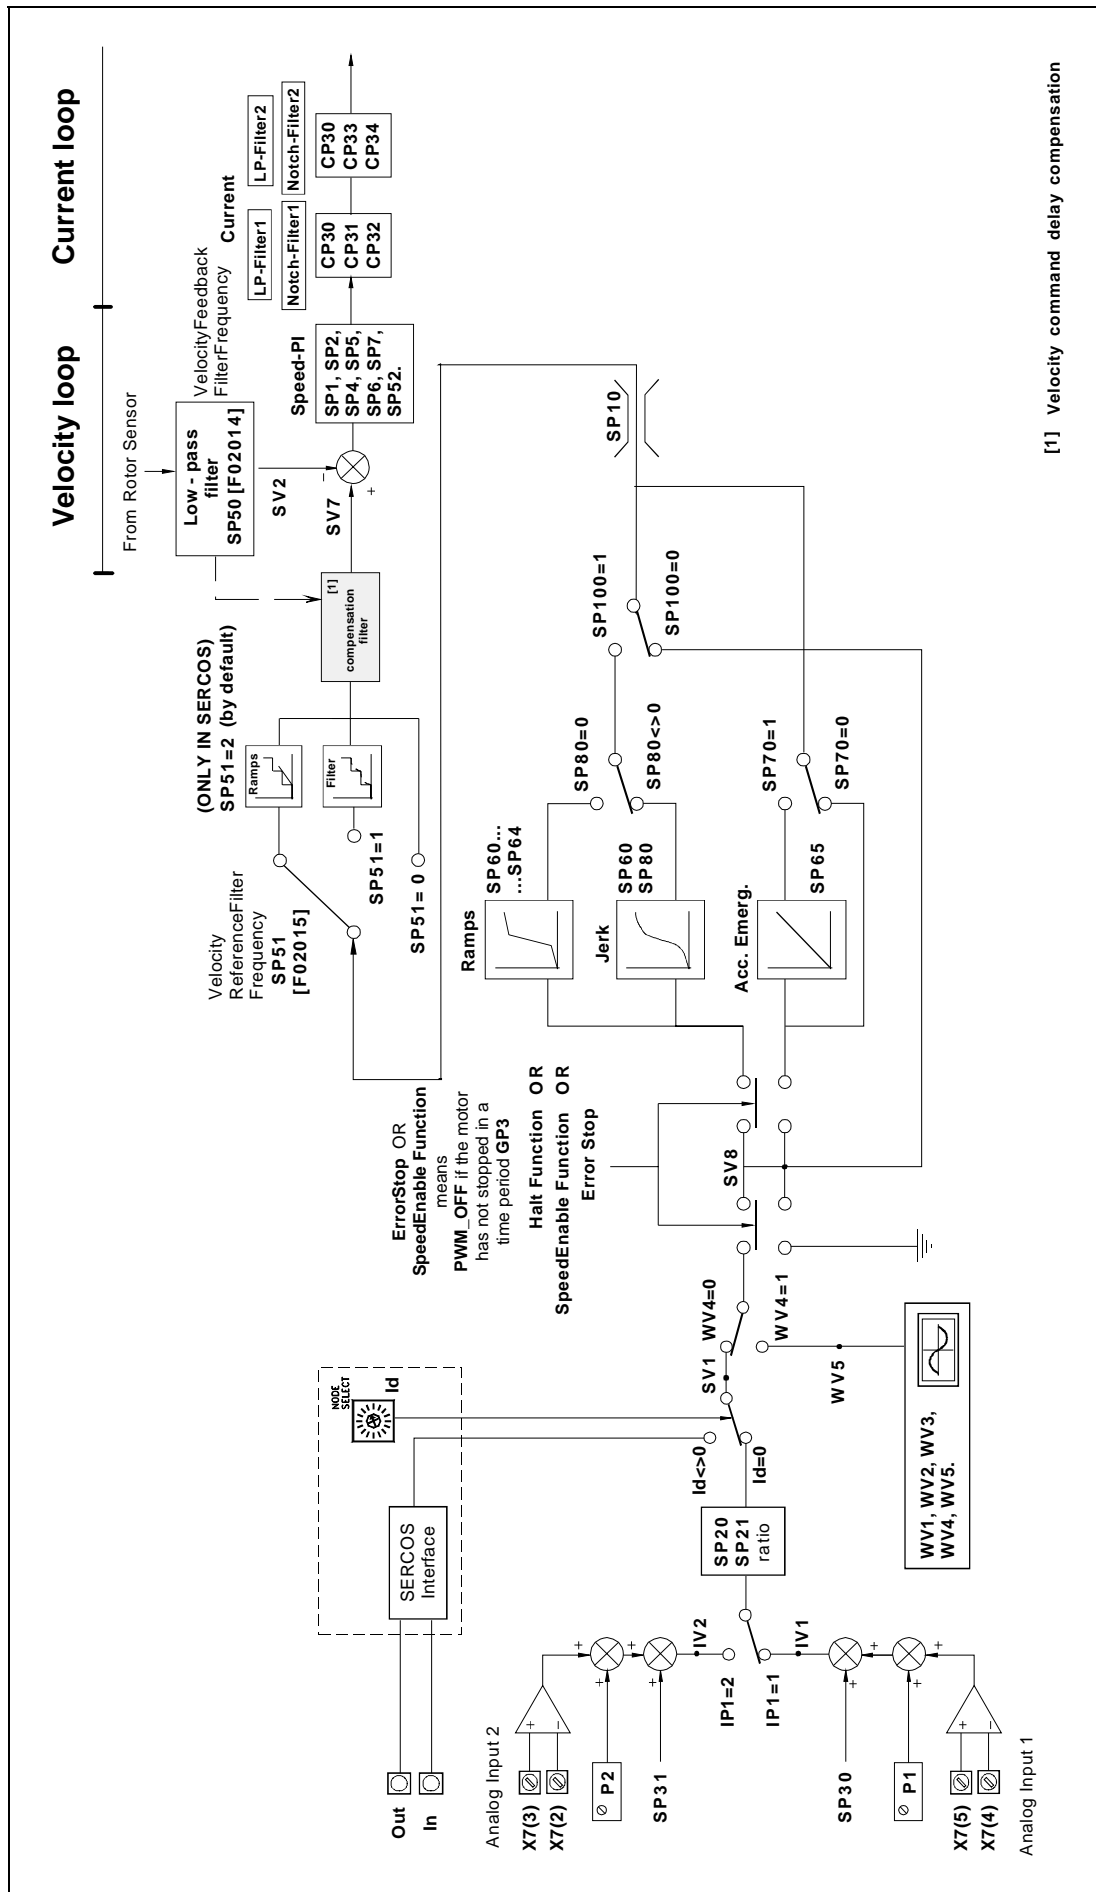 Velocity loop
Current loop
From Rotor Sensor
Low - pass
filter
SP50 [F02014]
VelocityFeedback
FilterFrequency
Current
LP-Filter1
Notch-Filter1
LP-Filter2
Notch-Filter2
SV2
SV7
-
+
Speed-PI
SP1, SP2,
SP4, SP5,
SP6, SP7,
SP52.
CP30
CP31
CP32
CP30
CP33
CP34
[1]
compensation
filter
(ONLY IN SERCOS)
SP51=2 (by default)
Ramps
Filter
SP51=1
SP51= 0
Velocity
ReferenceFilter
Frequency
SP51
[F02015]
ErrorStop OR
SpeedEnable Function
means
PWM_OFF if the motor
has not stopped in a
time period GP3
Halt Function OR
SpeedEnable Function OR
Error Stop
Ramps
SP60...
...SP64
Jerk
SP60
SP80
Acc. Emerg.
SP65
SP80=0
SP80<>0
SP70=1
SP70=0
SP100=1
SP100=0
SP10
SV8
NODE
SELECT
Id
SERCOS
Interface
Out
In
Id<>0
Id=0
SV1
WV4=0
WV4=1
WV5
WV1, WV2, WV3,
WV4, WV5.
SP20
SP21
ratio
Analog Input 2
X7(3)
X7(2)
+
-
P2
SP31
+
+
+
+
IV2
IP1=2
IP1=1
IV1
SP30
P1
+
+
+
+
X7(5)
X7(4)
+
-
Analog Input 1
[1] Velocity command delay compensation